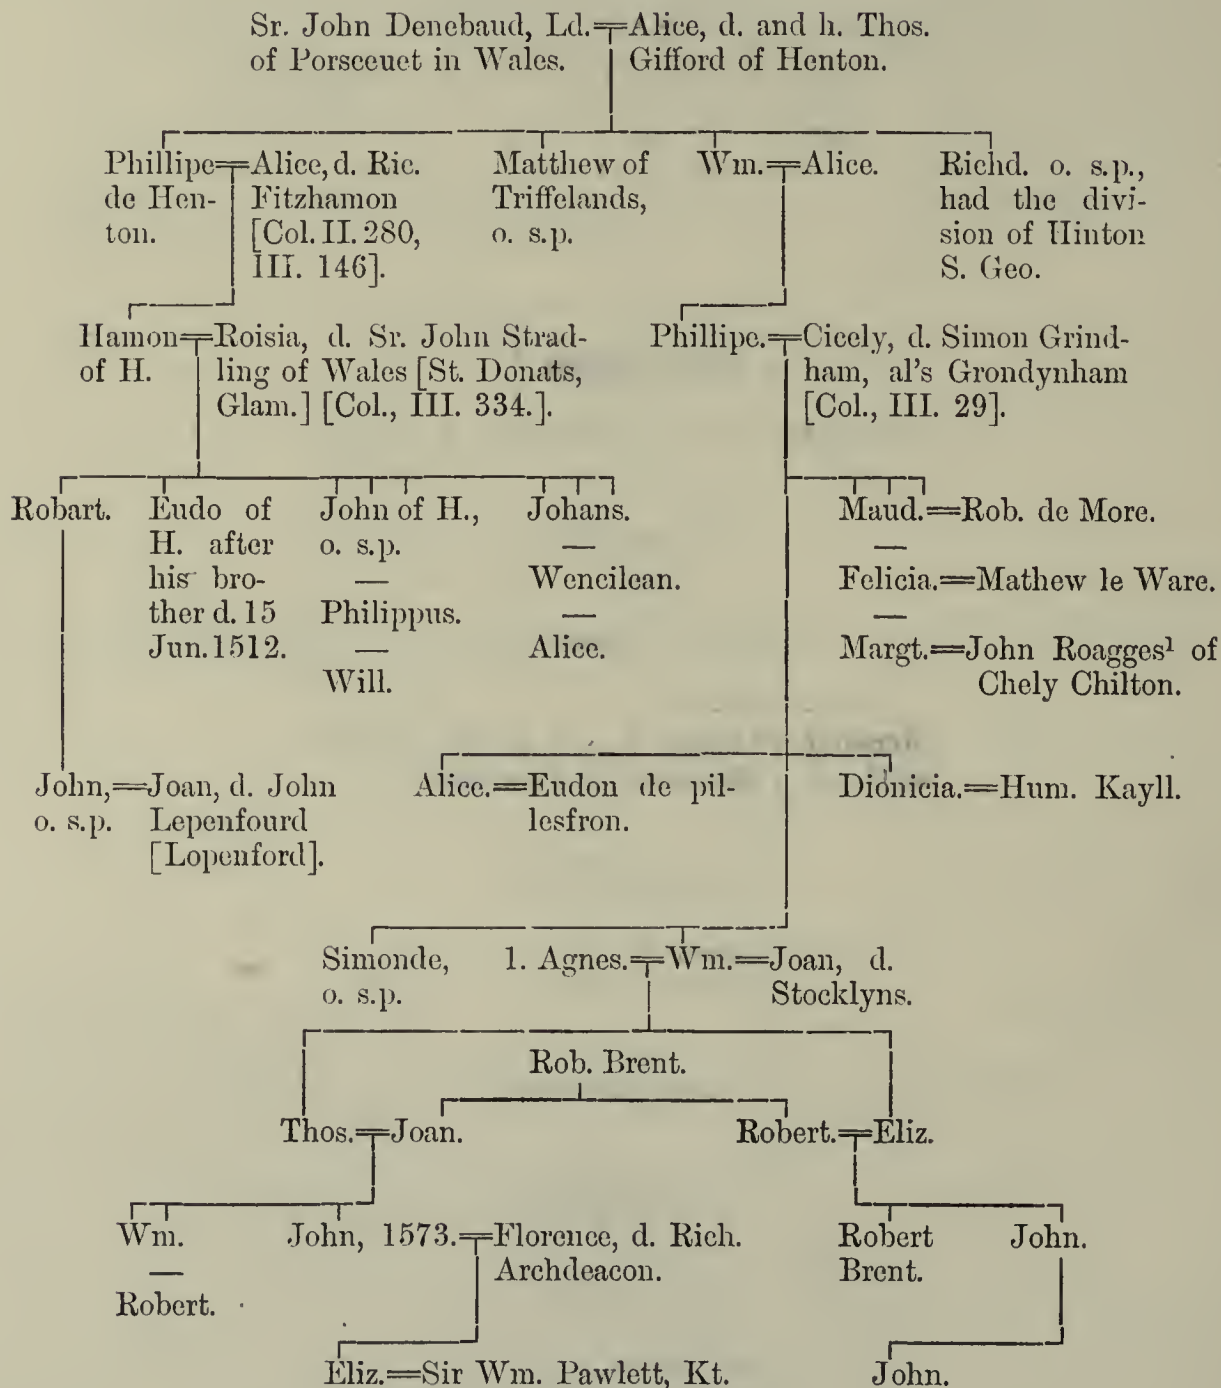 Sr. John Denebaud, Ld.=Alice, d. and h. Thos.
of Porsceuet in Wales. Gifford of Henton.
Phillipe=Alice, d. Ric. Matthew of Wm.=Alice. Richd. o. s.p.,
de Hen- Fitzhamon Triffelands, had the divi-
ton. [Col. II. 280, o. s.p. sion of Hinton
III. 146]. S. Geo.
Hamon=Roisia, d. Sr. John Strad- Phillipe.=Cicely, d. Simon Grind-
of H. ling of Wales [St. Donats, ham, al's Grondynham
Glam.] [Col., III. 334.]. [Col., III. 29].
Robart. Eudo of John of H., Johans. Maud.=Rob. de More.
H. after o. s.p. —
his bro- — Wencilean. Felicia.=Mathew le Ware.
ther d. 15 Philippus. — —
Jun. 1512. — Alice. Margt.=John Roagges¹ of
Will. Chely Chilton.
John,=Joan, d. John Alice.=Eudon de pil- Dionicia.=Hum. Kayll.
o. s.p. Lepenfourd lesfron.
[Lopenford].
Simonde, 1. Agnes.=Wm.=Joan, d.
o. s.p. Stocklyns.
Rob. Brent.
Thos.=Joan. Robert.=Eliz.
Wm. John, 1573.=Florence, d. Rich. Robert John.
— Archdeacon. Brent.
Robert.
Eliz.=Sir Wm. Pawlett, Kt. John.